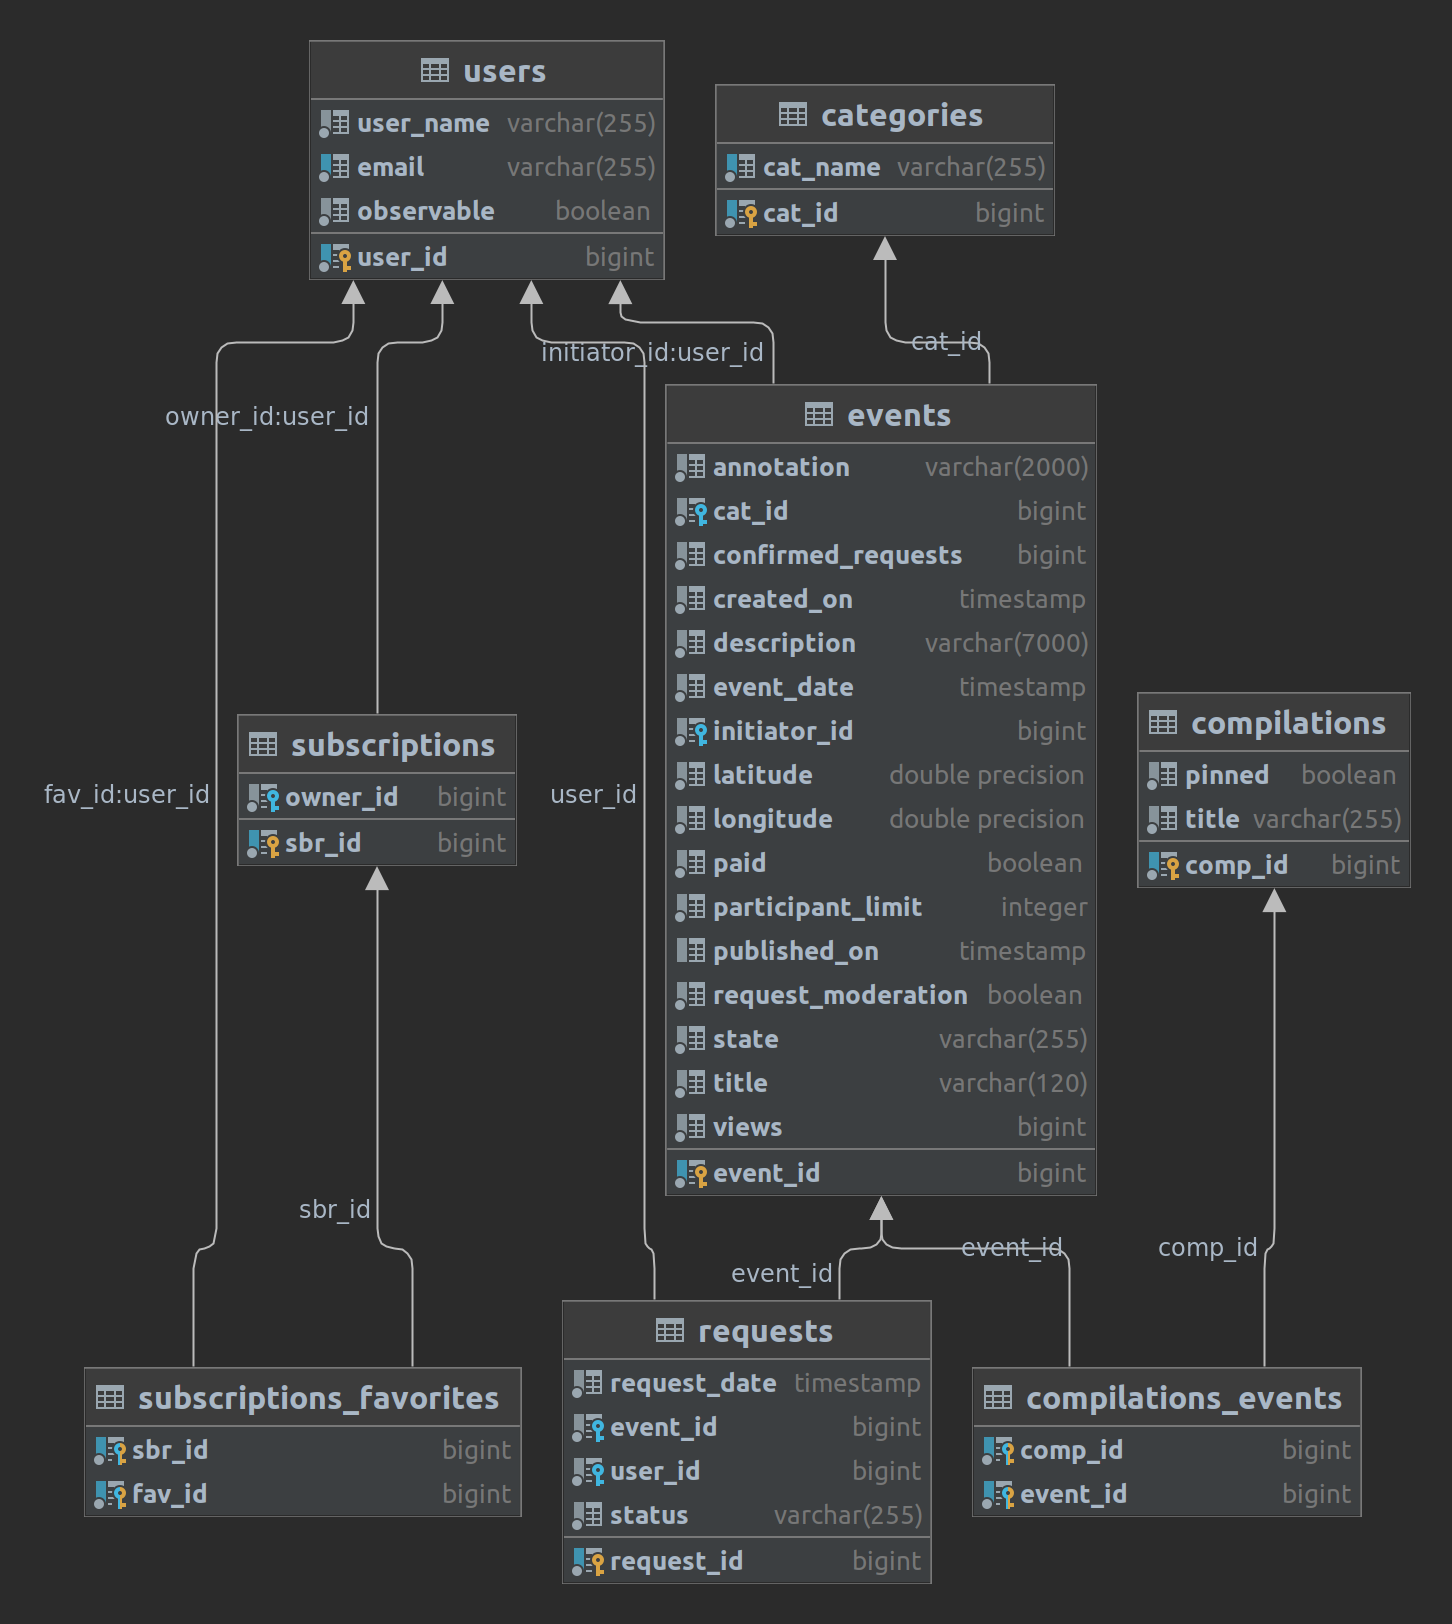 users
user_name varchar(255)
email varchar(255)
observable boolean
user_id bigint
categories
cat_name varchar(255)
cat_id bigint
initiator_id:user_id
cat_id
owner_id:user_id
events
annotation varchar(2000)
cat_id bigint
confirmed_requests bigint
created_on timestamp
description varchar(7000)
event_date timestamp
initiator_id bigint
latitude double precision
longitude double precision
paid boolean
participant_limit integer
published_on timestamp
request_moderation boolean
state varchar(255)
title varchar(120)
views bigint
event_id bigint
subscriptions
owner_id bigint
sbr_id bigint
compilations
pinned boolean
title varchar(255)
comp_id bigint
fav_id:user_id
user_id
sbr_id
event_id
event_id
comp_id
subscriptions_favorites
sbr_id bigint
fav_id bigint
requests
request_date timestamp
event_id bigint
user_id bigint
status varchar(255)
request_id bigint
compilations_events
comp_id bigint
event_id bigint